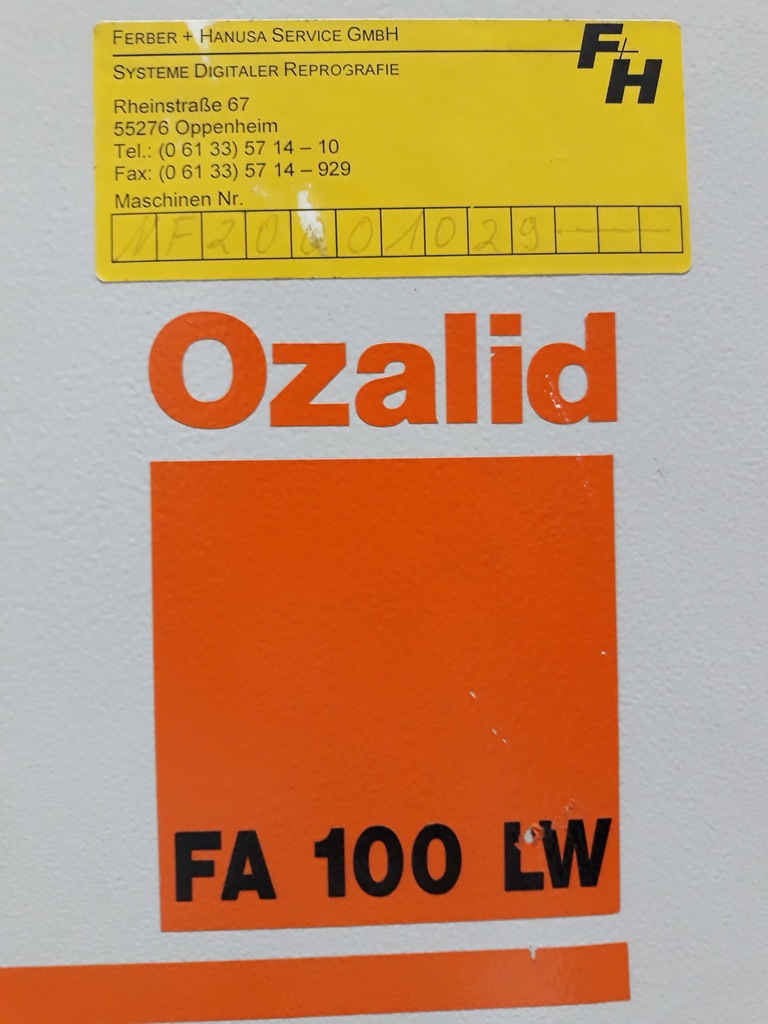 FERBER + HANUSA SERVICE GMBH
F+H
SYSTEME DIGITALER REPROGRAFIE
Rheinstraße 67
55276 Oppenheim
Tel.: (0 61 33) 57 14 – 10
Fax: (0 61 33) 57 14 – 929
Maschinen Nr.
MF20001029
Ozalid
FA 100 LW